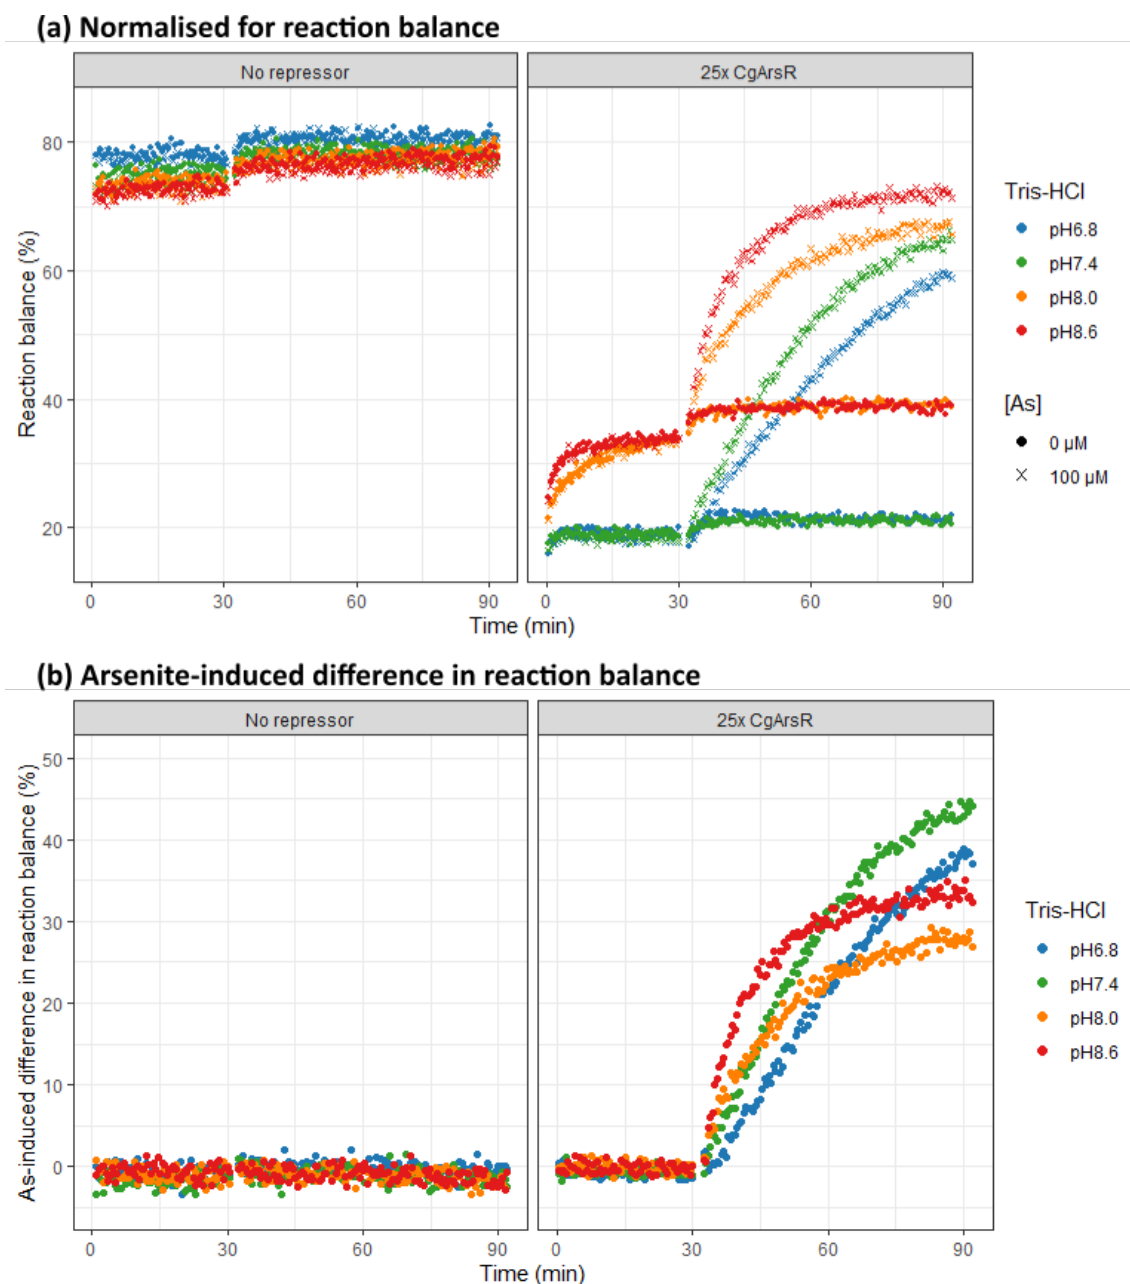 (a) Normalised for reaction balance
No repressor
25x CgArsR
80
60
40
20
Reaction balance (%)
0
30
60
90
0
30
60
90
Time (min)
Tris-HCl
pH6.8
pH7.4
pH8.0
pH8.6
[As]
0 µM
100 µM
(b) Arsenite-induced difference in reaction balance
No repressor
25x CgArsR
50
40
30
20
10
0
As-induced difference in reaction balance (%)
0
30
60
90
0
30
60
90
Time (min)
Tris-HCl
pH6.8
pH7.4
pH8.0
pH8.6